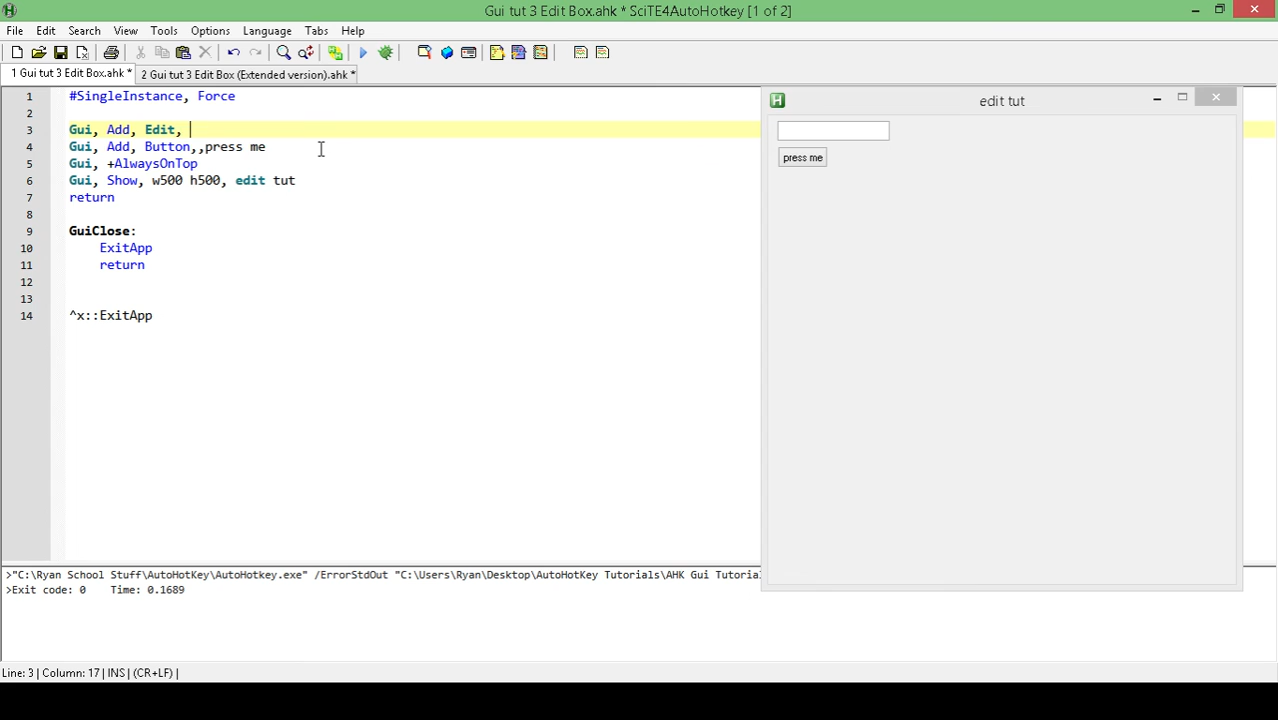 Gui tut 3 Edit Box.ahk * SciTE4AutoHotkey [1 of 2]
File Edit Search View Tools Options Language Tabs Help
1 Gui tut 3 Edit Box.ahk * 2 Gui tut 3 Edit Box (Extended version).ahk *
1 #SingleInstance, Force
2
3 Gui, Add, Edit,
4 Gui, Add, Button,,press me
5 Gui, +AlwaysOnTop
6 Gui, Show, w500 h500, edit tut
7 return
8
9 GuiClose:
10 ExitApp
11 return
12
13
14 ^x::ExitApp
H edit tut
press me
>"C:\Ryan School Stuff\AutoHotKey\AutoHotkey.exe" /ErrorStdOut "C:\Users\Ryan\Desktop\AutoHotKey Tutorials\AHK Gui Tutoria
>Exit code: 0 Time: 0.1689
Line: 3 | Column: 17 | INS | (CR+LF) |